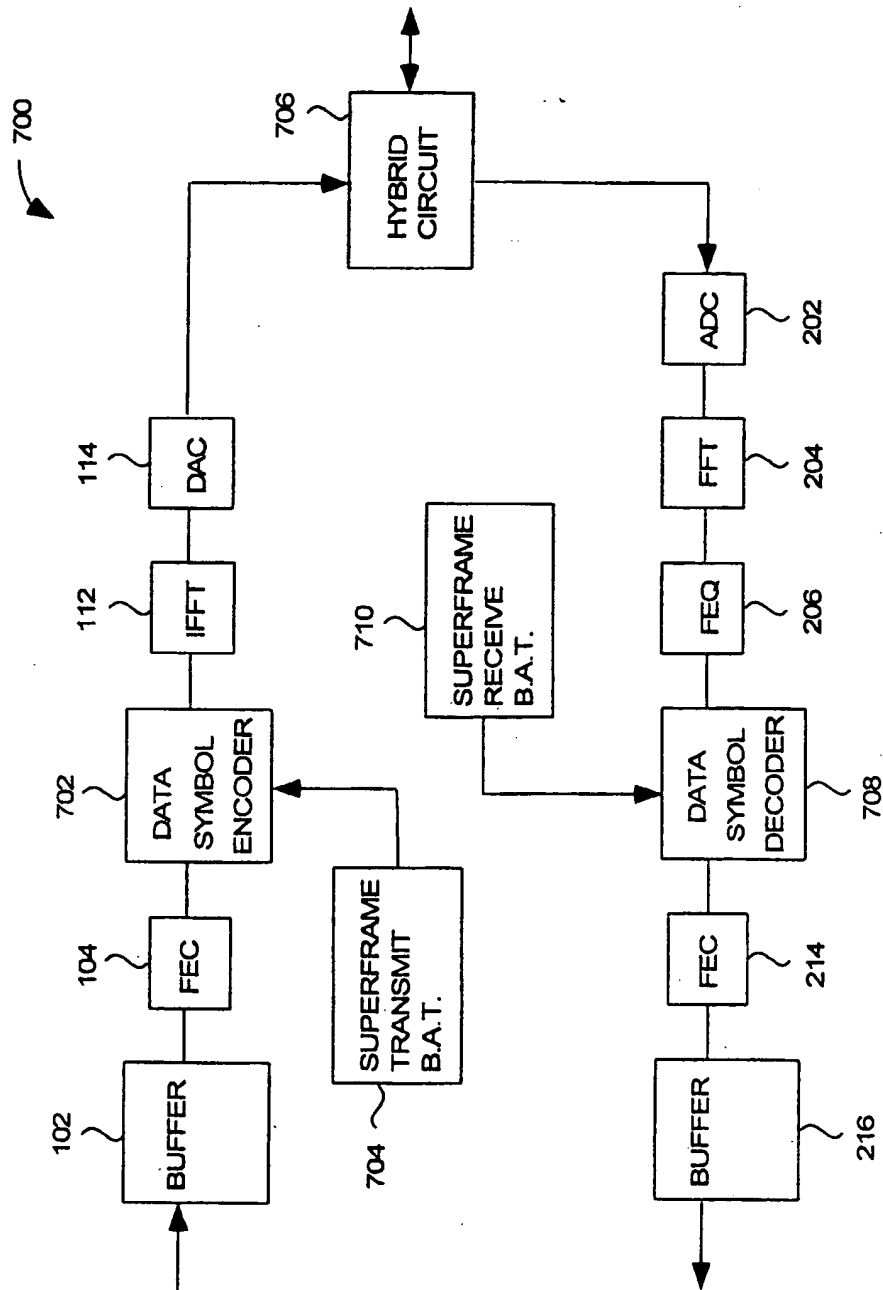 700
102
BUFFER
104
FEC
702
DATA
SYMBOL
ENCODER
112
IFFT
114
DAC
706
HYBRID
CIRCUIT
SUPERFRAME
TRANSMIT
B.A.T.
704
710
SUPERFRAME
RECEIVE
B.A.T.
BUFFER
216
FEC
214
DATA
SYMBOL
DECODER
708
FEQ
206
FFT
204
ADC
202